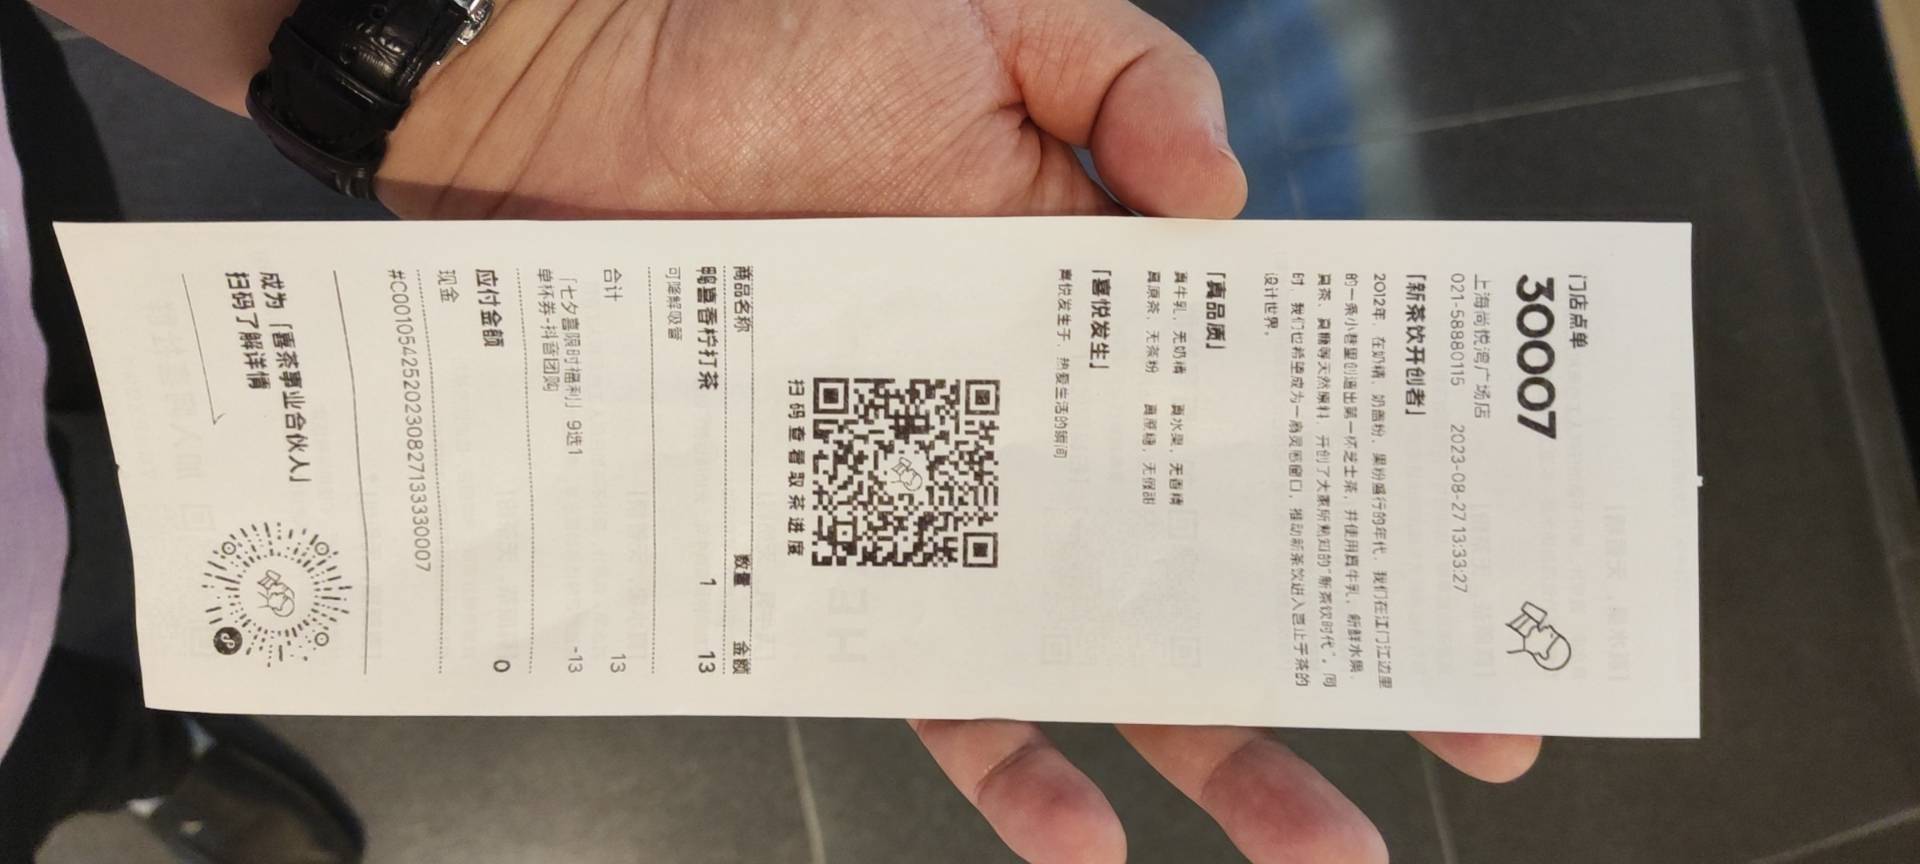 门店点单
30007
上海尚悦湾广场店
021-58880115 2023-08-27 13:33:27
「新茶饮开创者」
2012年，在奶精、奶盖粉、果粉盛行的年代，我们在江门江边里
的一条小巷里创造出第一杯芝士茶，并使用真牛乳、新鲜水果、
真茶、真糖等天然原料，开创了大家所熟知的“新茶饮时代”。同
时，我们也希望成为一扇灵感窗口，推动新茶饮进入岂止于茶的
设计世界。
「真品质」
真牛乳，无奶精 真水果，无香精
真原茶，无茶粉 真蔗糖，无假甜
「喜悦发生」
喜悦发生于，热爱生活的瞬间
扫码查看取茶进度
商品名称 数量 金额
鸭喜香柠打茶 1 13
可降解吸管
合计 13
「七夕喜限时福利」9选1 -13
单杯券-抖音团购
应付金额 0
现金
#C0010542520230827133330007
成为「喜茶事业合伙人」
扫码了解详情